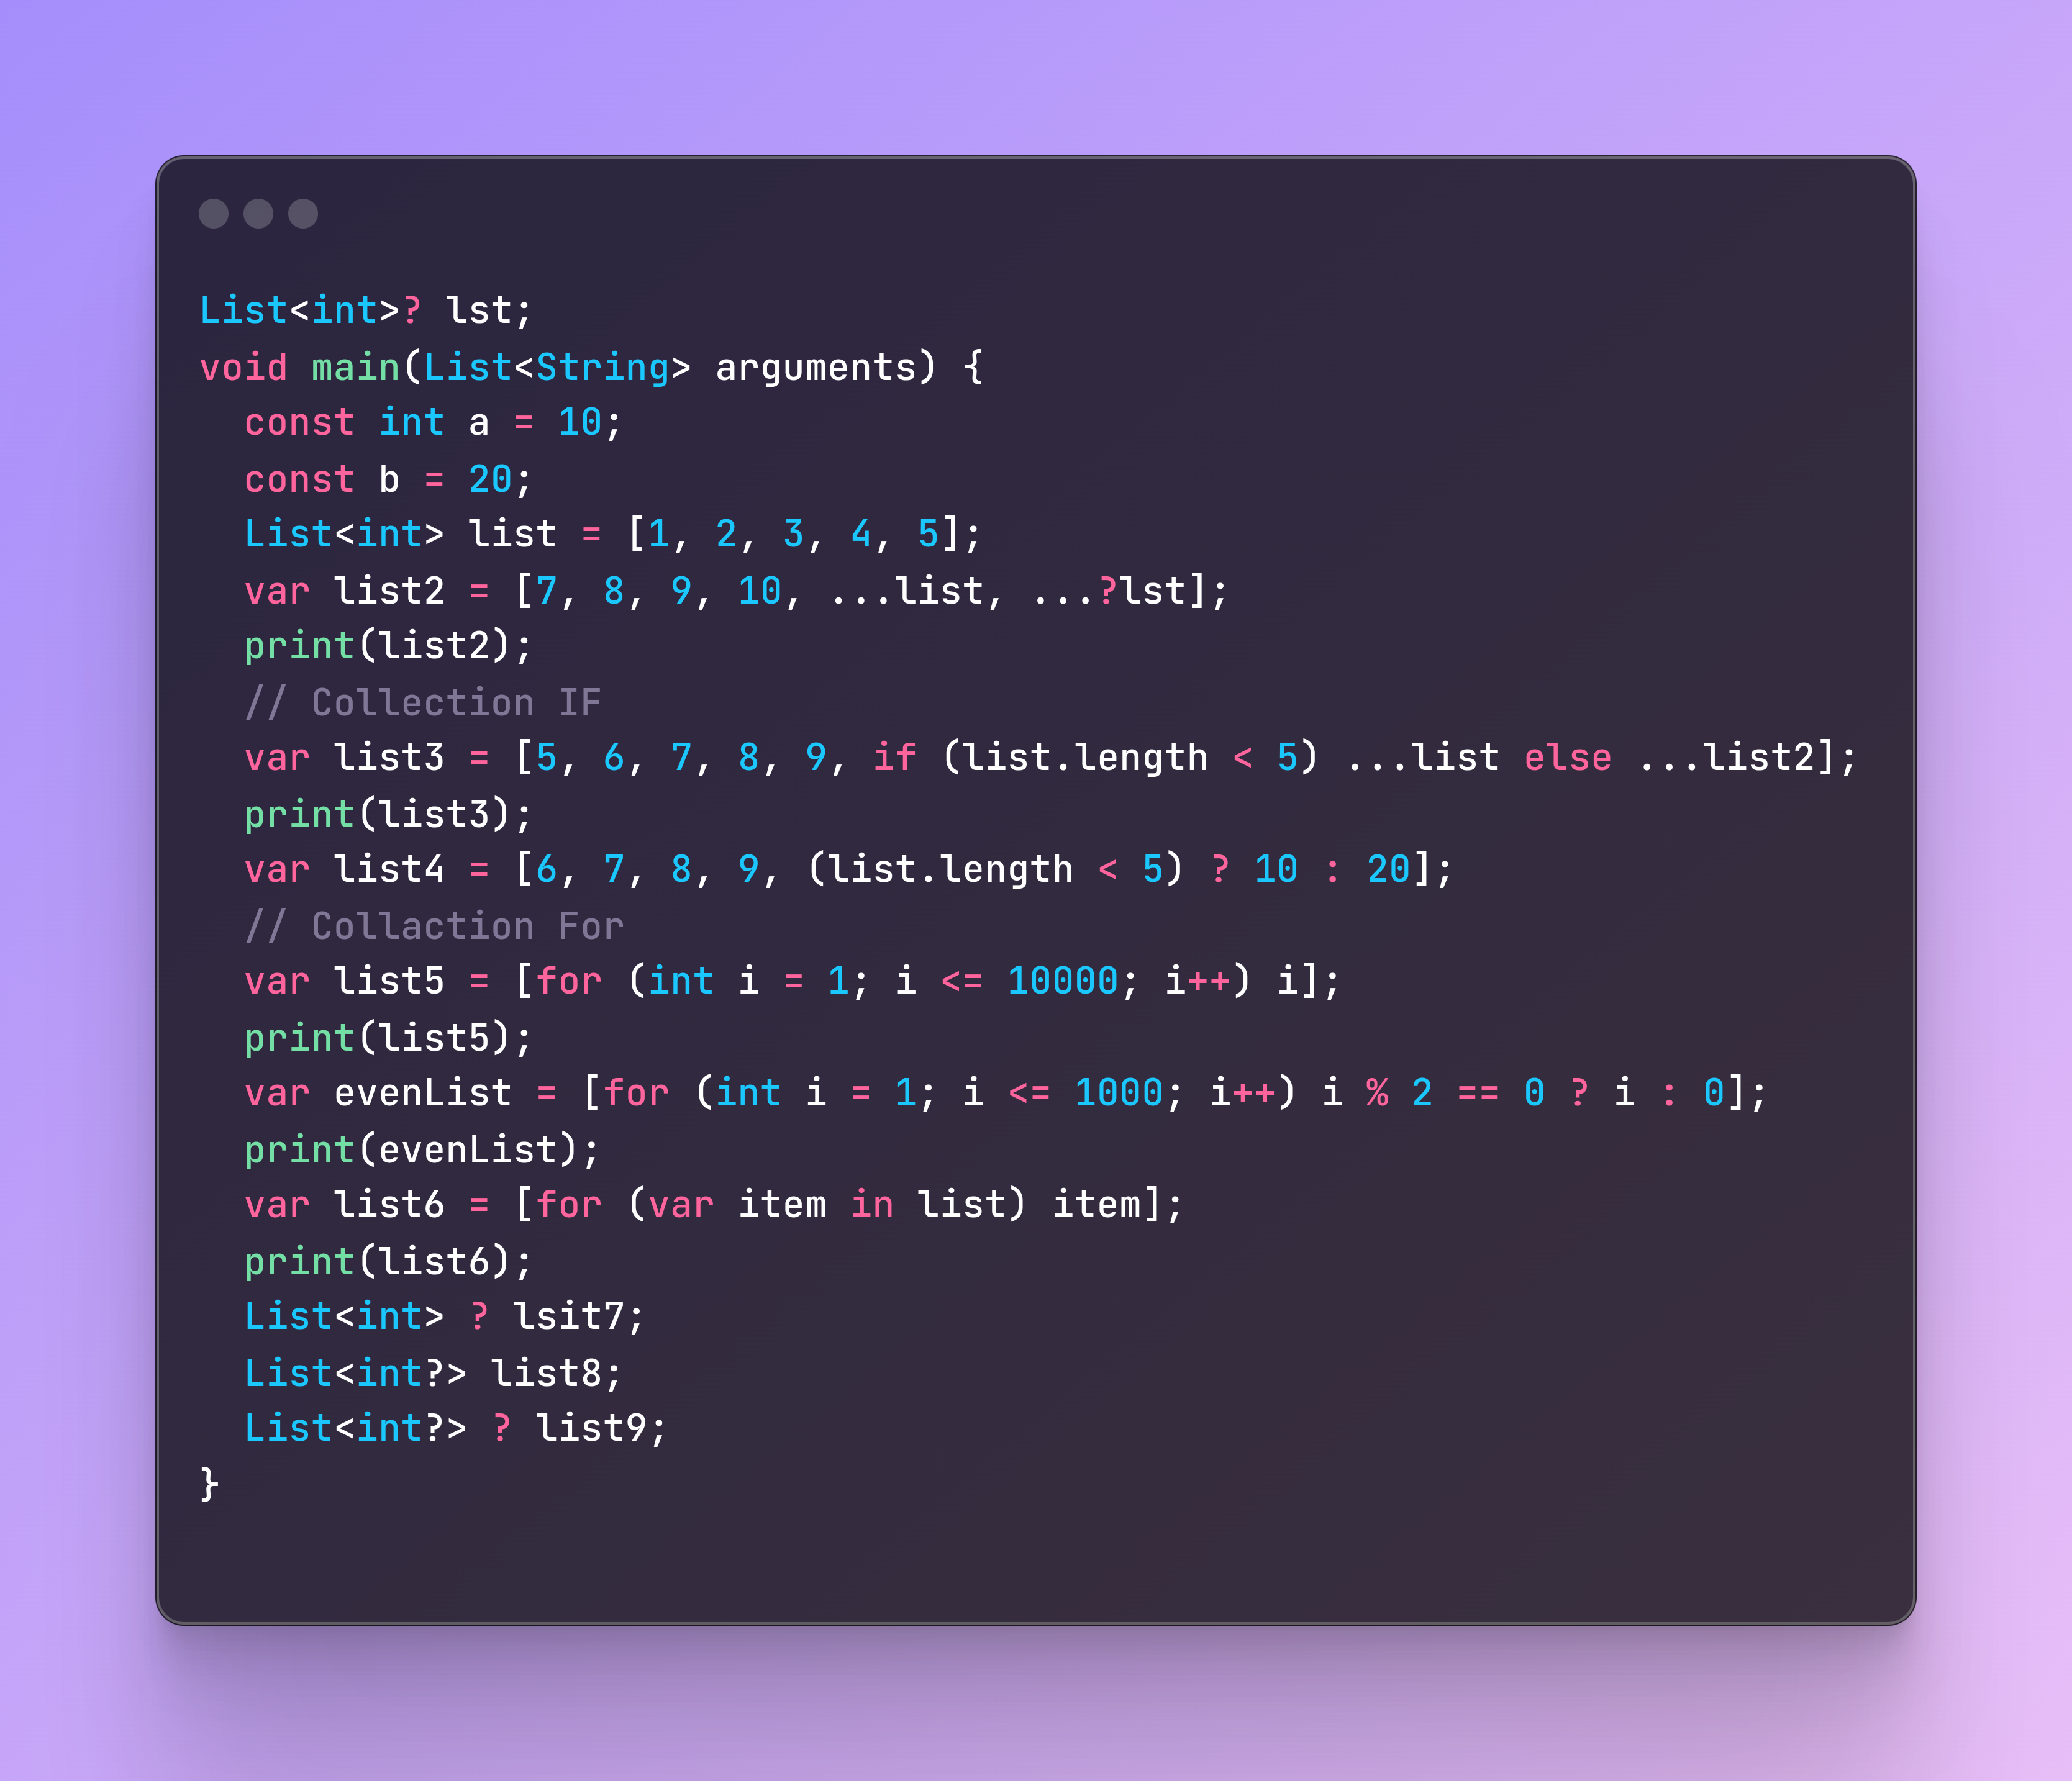 List<int>? lst;
void main(List<String> arguments) {
  const int a = 10;
  const b = 20;
  List<int> list = [1, 2, 3, 4, 5];
  var list2 = [7, 8, 9, 10, ...list, ...?lst];
  print(list2);
  // Collection IF
  var list3 = [5, 6, 7, 8, 9, if (list.length < 5) ...list else ...list2];
  print(list3);
  var list4 = [6, 7, 8, 9, (list.length < 5) ? 10 : 20];
  // Collaction For
  var list5 = [for (int i = 1; i <= 10000; i++) i];
  print(list5);
  var evenList = [for (int i = 1; i <= 1000; i++) i % 2 == 0 ? i : 0];
  print(evenList);
  var list6 = [for (var item in list) item];
  print(list6);
  List<int> ? lsit7;
  List<int?> list8;
  List<int?> ? list9;
}